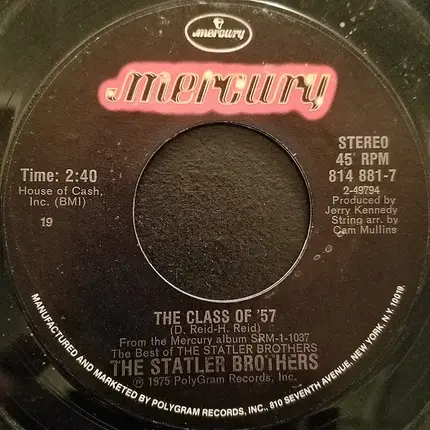 mercury
mercury
STEREO
45 RPM
814 881-7
2-49794
Produced by
Jerry Kennedy
String arr. by
Cam Mullins
Time: 2:40
House of Cash,
Inc. (BMI)
19
THE CLASS OF '57
(D. Reid-H. Reid)
From the Mercury album SRM-1-1037
The Best of THE STATLER BROTHERS
THE STATLER BROTHERS
Ⓟ 1975 PolyGram Records, Inc.
MANUFACTURED AND MARKETED BY POLYGRAM RECORDS, INC., 810 SEVENTH AVENUE, NEW YORK, N.Y. 10019.